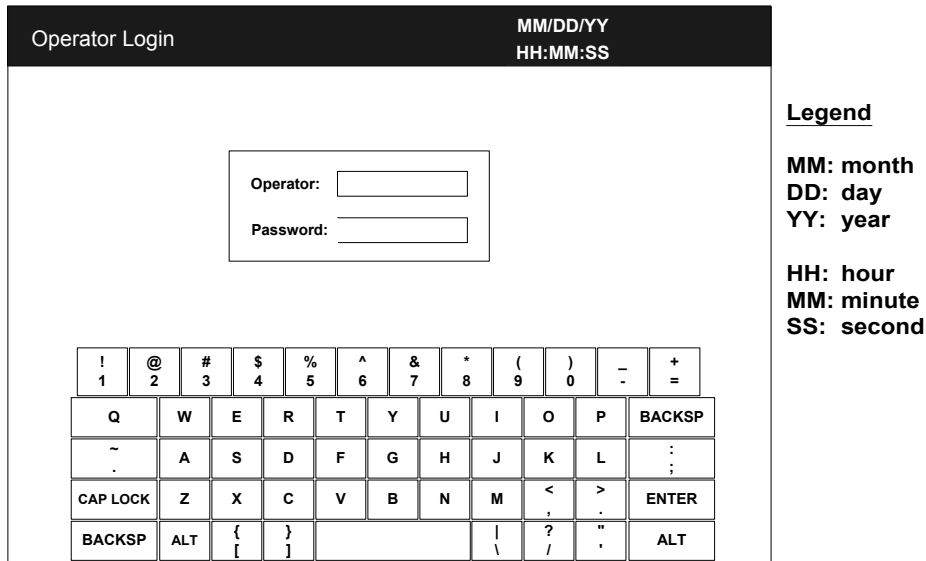 Operator Login
MM/DD/YY
HH:MM:SS
Legend
MM: month
DD: day
YY: year
HH: hour
MM: minute
SS: second
Operator:
Password:
! @ # $ % ^ & * ( ) _ +
1 2 3 4 5 6 7 8 9 0 - =
Q W E R T Y U I O P BACKSP
~ :
. A S D F G H J K L ;
CAP LOCK Z X C V B N M < , > . ENTER
BACKSP ALT { [ } ] | \ ? / " ' ALT